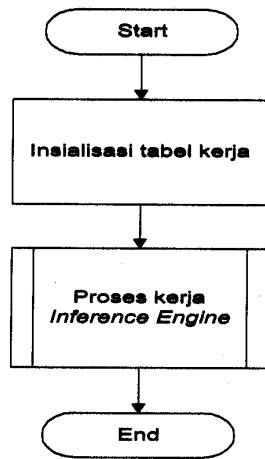 Start
Insialisasi tabel kerja
Proses kerja
Inference Engine
End